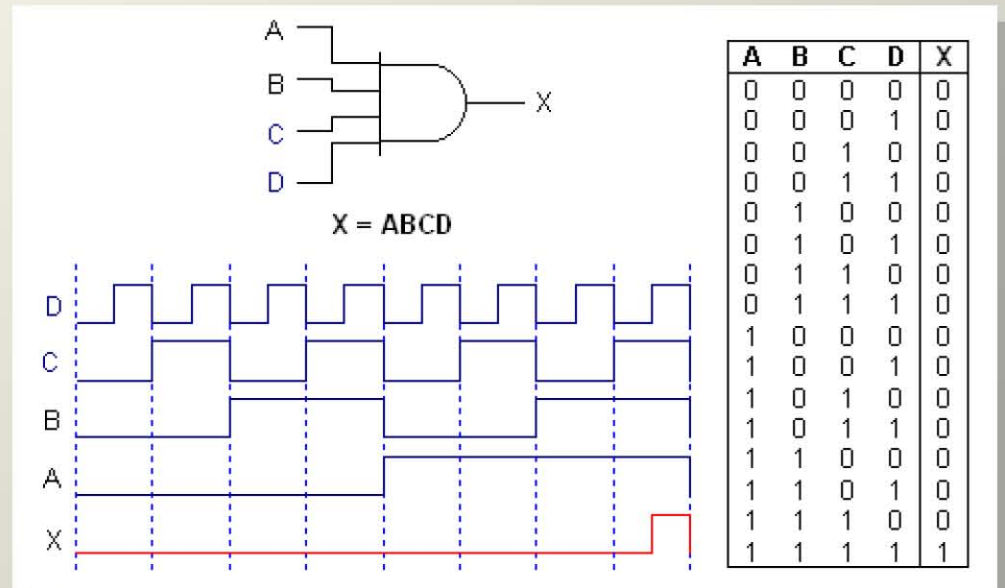 A
B
C
D
X
X = ABCD
D
C
B
A
X
A B C D X
0 0 0 0 0
0 0 0 1 0
0 0 1 0 0
0 0 1 1 0
0 1 0 0 0
0 1 0 1 0
0 1 1 0 0
0 1 1 1 0
1 0 0 0 0
1 0 0 1 0
1 0 1 0 0
1 0 1 1 0
1 1 0 0 0
1 1 0 1 0
1 1 1 0 0
1 1 1 1 1